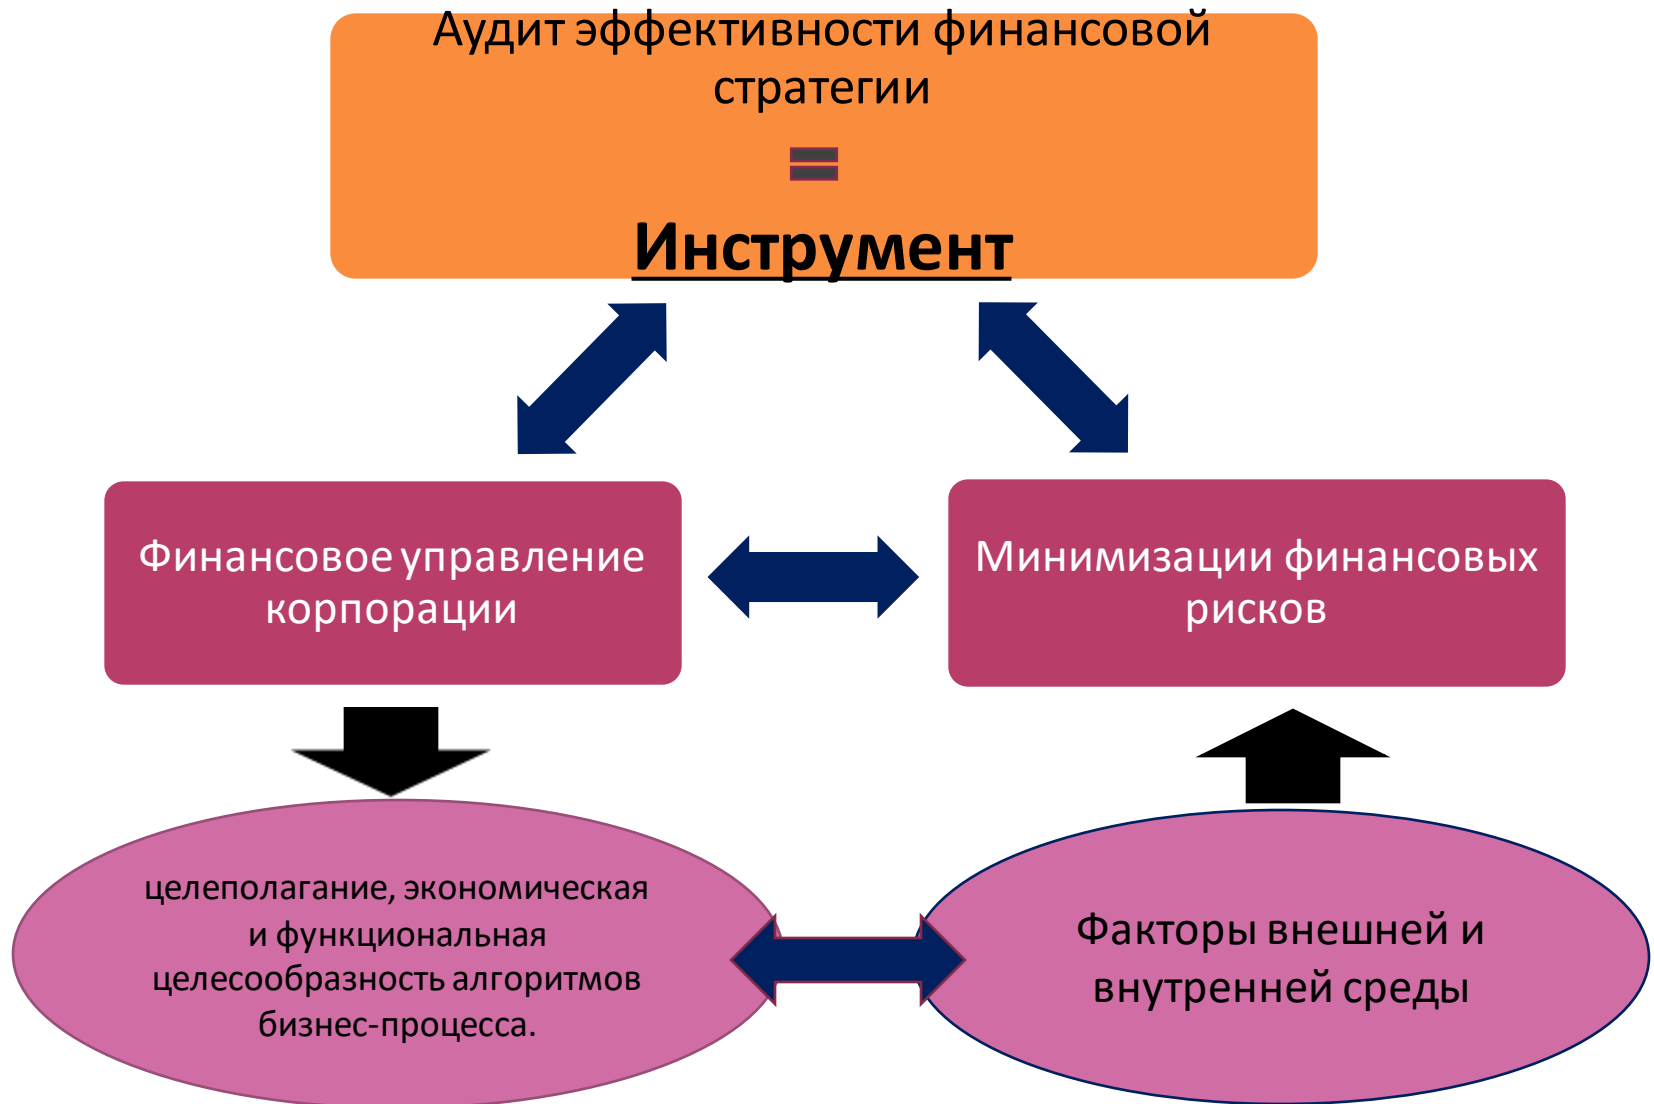 Аудит эффективности финансовой
стратегии
=
Инструмент
Финансовое управление
корпорации
Минимизации финансовых
рисков
целеполагание, экономическая
и функциональная
целесообразность алгоритмов
бизнес-процесса.
Факторы внешней и
внутренней среды